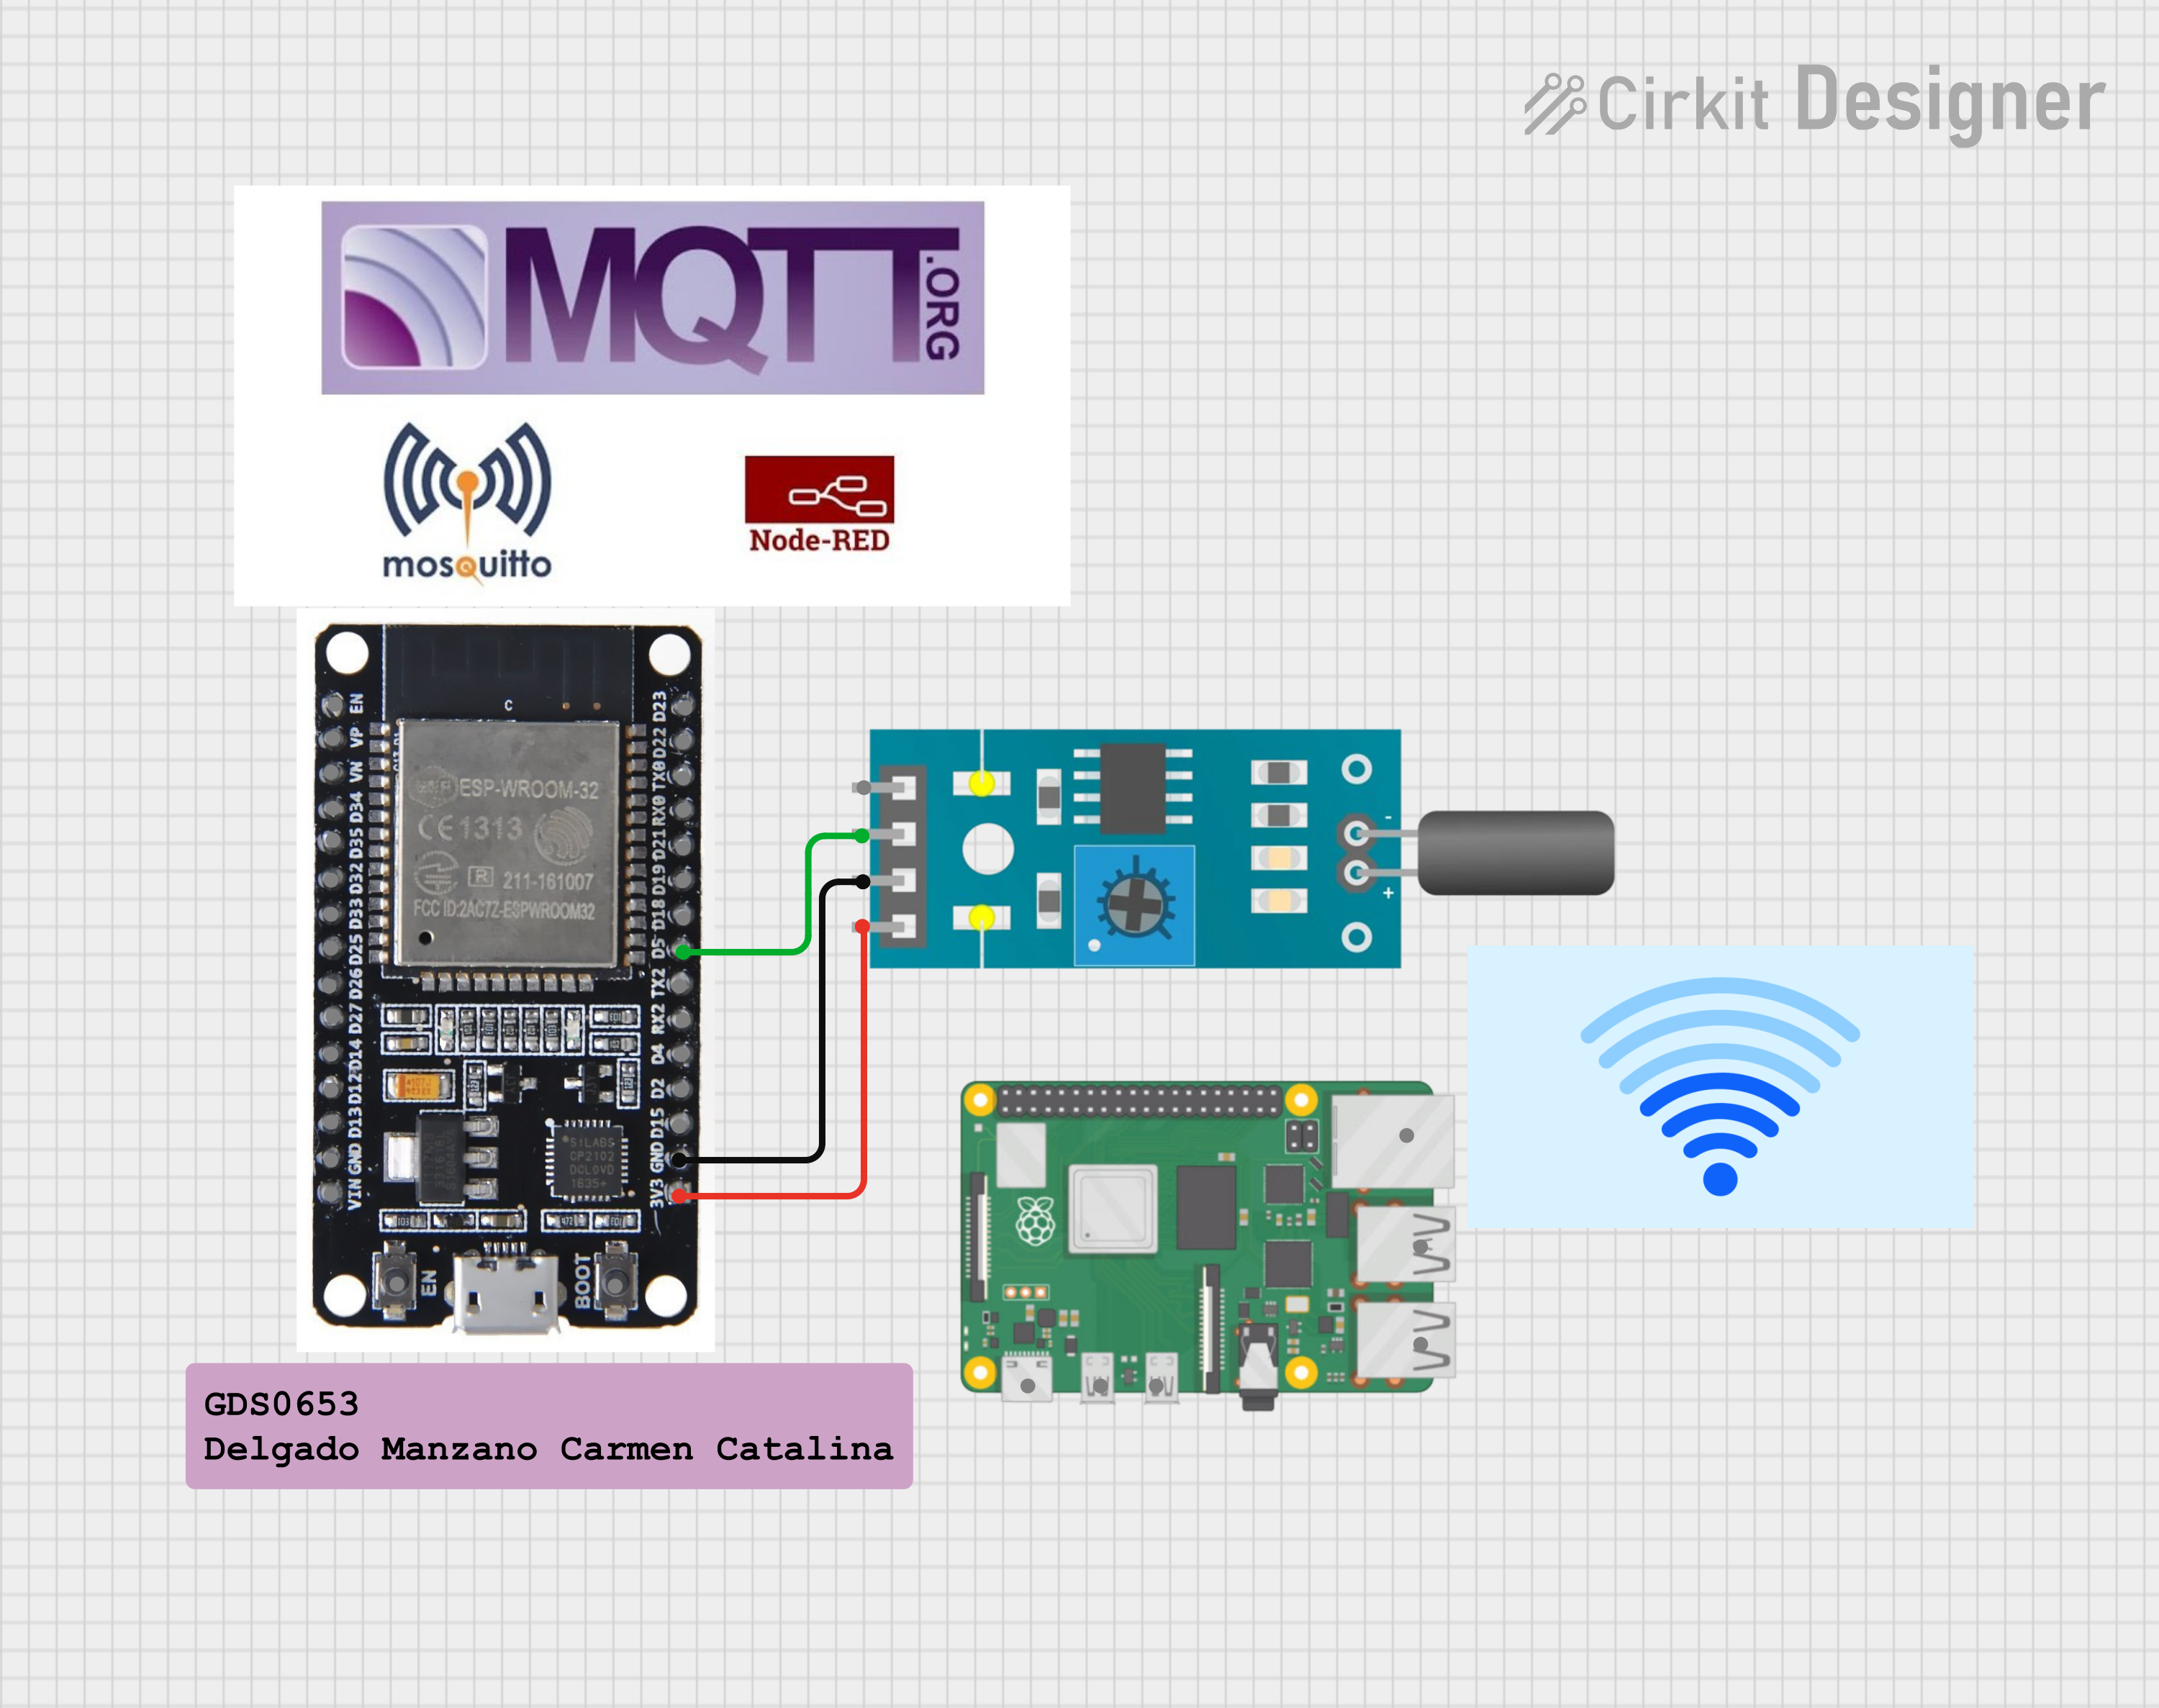 Cirkit Designer
MQTT.ORG
mosquitto
Node-RED
EN
VP
VN
D34
D35
D32
D33
D25
D26
D27
D14
D12
D13
GND
VIN
C
ESP-WROOM-32
CE1313
R 211-161007
FCC ID:2AC7Z-ESPWROOM32
D23
D22
TX0
RX0
D21
D19
D18
D5
TX2
RX2
D4
D2
D15
GND
3V3
SILABS
CP2102
DCL0VD
1635+
EN
BOOT
-
+
GDS0653
Delgado Manzano Carmen Catalina